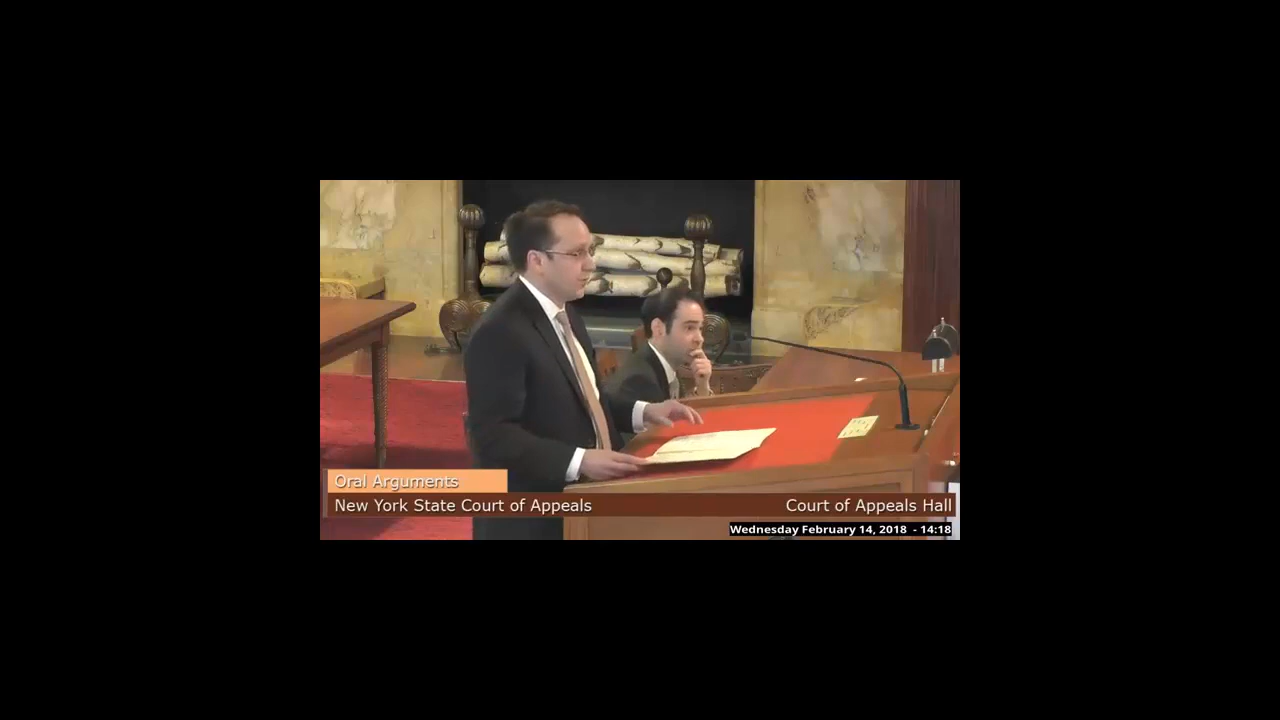 Oral Arguments
New York State Court of Appeals Court of Appeals Hall
Wednesday February 14, 2018 - 14:18